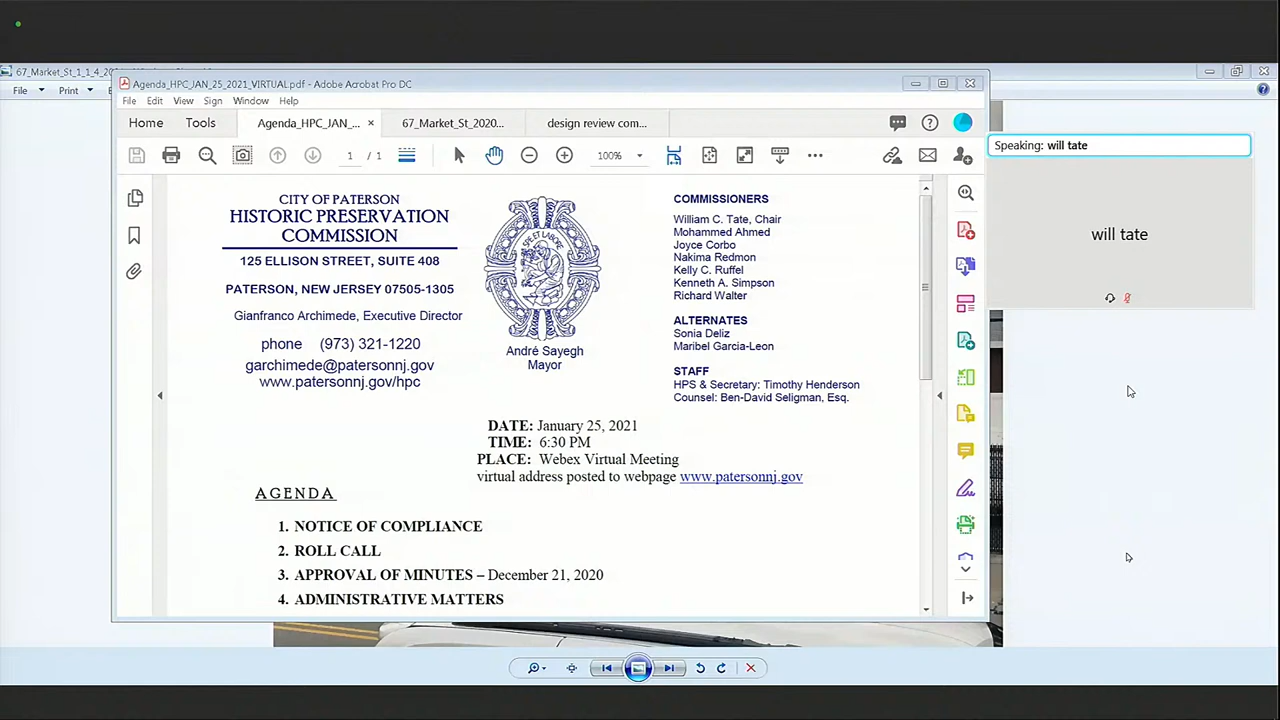 67_Market_St_1_1_4_20
File
Print
Agenda_HPC_JAN_25_2021_VIRTUAL.pdf - Adobe Acrobat Pro DC
File Edit View Sign Window Help
Home Tools Agenda_HPC_JAN_... × 67_Market_St_2020... design review com...
1 / 1 100%
Speaking: will tate
will tate
CITY OF PATERSON
HISTORIC PRESERVATION
COMMISSION
125 ELLISON STREET, SUITE 408
PATERSON, NEW JERSEY 07505-1305
Gianfranco Archimede, Executive Director
phone (973) 321-1220
garchimede@patersonnj.gov
www.patersonnj.gov/hpc
SPE ET LABORE
André Sayegh
Mayor
COMMISSIONERS
William C. Tate, Chair
Mohammed Ahmed
Joyce Corbo
Nakima Redmon
Kelly C. Ruffel
Kenneth A. Simpson
Richard Walter
ALTERNATES
Sonia Deliz
Maribel Garcia-Leon
STAFF
HPS & Secretary: Timothy Henderson
Counsel: Ben-David Seligman, Esq.
DATE: January 25, 2021
TIME: 6:30 PM
PLACE: Webex Virtual Meeting
virtual address posted to webpage www.patersonnj.gov
AGENDA
1. NOTICE OF COMPLIANCE
2. ROLL CALL
3. APPROVAL OF MINUTES – December 21, 2020
4. ADMINISTRATIVE MATTERS